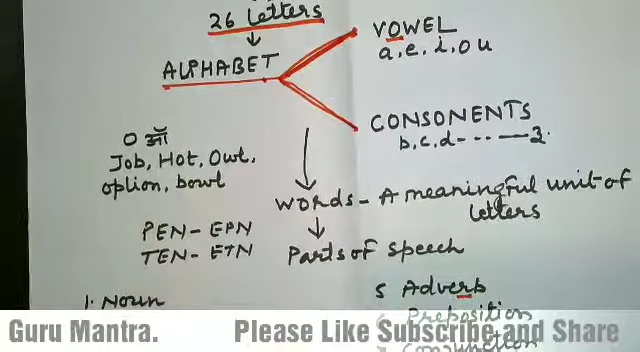 26 letters
ALPHABET
VOWEL
a, e, i, o u
CONSONENTS
b, c, d- - - - — z.
O ऑ
Job, Hot, Owl,
option, bowl
words - A meaningful unit of
letters
PEN - EPN
TEN - ETN
Parts of speech
1. Noun
5 Adverb
Preposition
Conjunction
Guru Mantra. Please Like Subscribe and Share